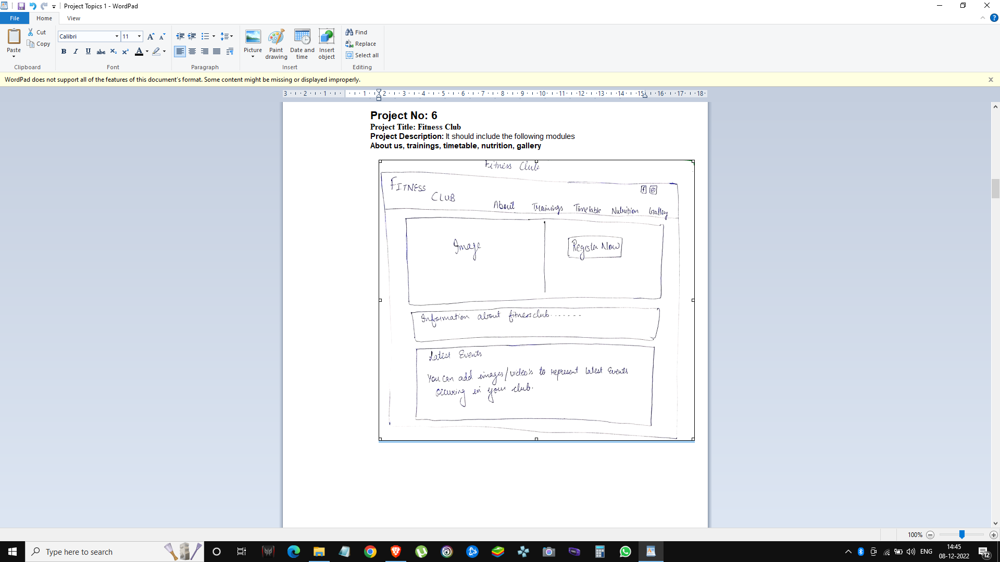 Project Topics 1 - WordPad
File Home View
Paste
Cut
Copy
Clipboard
Calibri 11
B I U abc X₂ X² A
Font
Paragraph
Picture
Paint drawing
Date and time
Insert object
Insert
Find
Replace
Select all
Editing
WordPad does not support all of the features of this document's format. Some content might be missing or displayed improperly.
3 2 1 1 2 3 4 5 6 7 8 9 10 11 12 13 14 15 16 17 18
Project No: 6
Project Title: Fitness Club
Project Description: It should include the following modules
About us, trainings, timetable, nutrition, gallery
Fitness Club
FITNESS
CLUB
About Trainings Timetable Nutrition Gallery
Image
Register Now
Information about fitnessclub.......
Latest Events
You can add images/video's to represent latest events
occuring in your club.
100%
Type here to search
ENG
14:45
08-12-2022
12